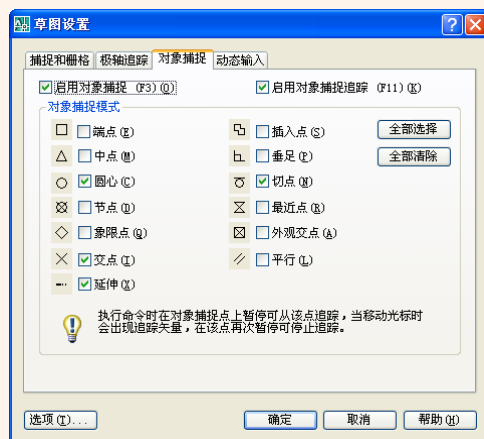 草图设置
捕捉和栅格 极轴追踪 对象捕捉 动态输入
启用对象捕捉 (F3)(O) 启用对象捕捉追踪 (F11)(K)
对象捕捉模式
端点(E) 插入点(S) 全部选择
中点(M) 垂足(P) 全部清除
圆心(C) 切点(N)
节点(D) 最近点(R)
象限点(Q) 外观交点(A)
交点(I) 平行(L)
延伸(X)
执行命令时在对象捕捉点上暂停可从该点追踪，当移动光标时
会出现追踪矢量，在该点再次暂停可停止追踪。
选项(T)... 确定 取消 帮助(H)